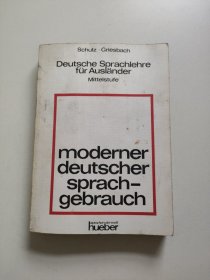 Schulz · Griesbach
Deutsche Sprachlehre
für Ausländer
Mittelstufe
moderner
deutscher
sprach-
gebrauch
hueber